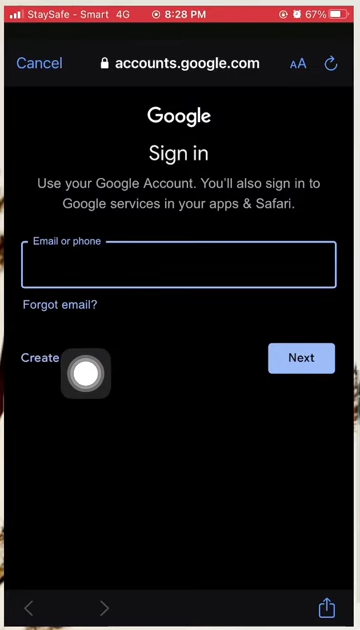 StaySafe - Smart 4G 8:28 PM 67%
Cancel accounts.google.com AA
Google
Sign in
Use your Google Account. You'll also sign in to
Google services in your apps & Safari.
Email or phone
Forgot email?
Create
Next